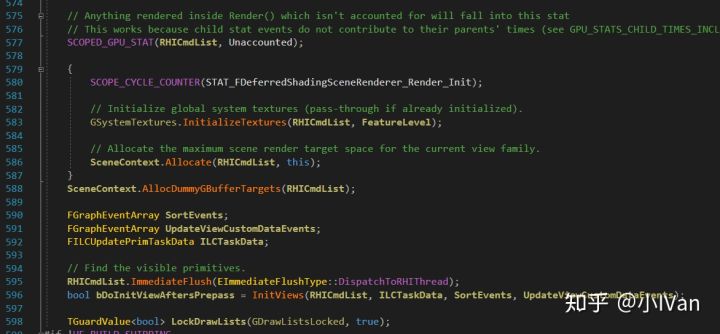 574
575 // Anything rendered inside Render() which isn't accounted for will fall into this stat
576 // This works because child stat events do not contribute to their parents' times (see GPU_STATS_CHILD_TIMES_INCL
577 SCOPED_GPU_STAT(RHICmdList, Unaccounted);
578
579 {
580 SCOPE_CYCLE_COUNTER(STAT_FDeferredShadingSceneRenderer_Render_Init);
581
582 // Initialize global system textures (pass-through if already initialized).
583 GSystemTextures.InitializeTextures(RHICmdList, FeatureLevel);
584
585 // Allocate the maximum scene render target space for the current view family.
586 SceneContext.Allocate(RHICmdList, this);
587 }
588 SceneContext.AllocDummyGBufferTargets(RHICmdList);
589
590 FGraphEventArray SortEvents;
591 FGraphEventArray UpdateViewCustomDataEvents;
592 FILCUpdatePrimTaskData ILCTaskData;
593
594 // Find the visible primitives.
595 RHICmdList.ImmediateFlush(EImmediateFlushType::DispatchToRHIThread);
596 bool bDoInitViewAftersPrepass = InitViews(RHICmdList, ILCTaskData, SortEvents, UpdateViewCustomDataEvents);
597
598 TGuardValue<bool> LockDrawLists(GDrawListsLocked, true);
知乎 @小IVan